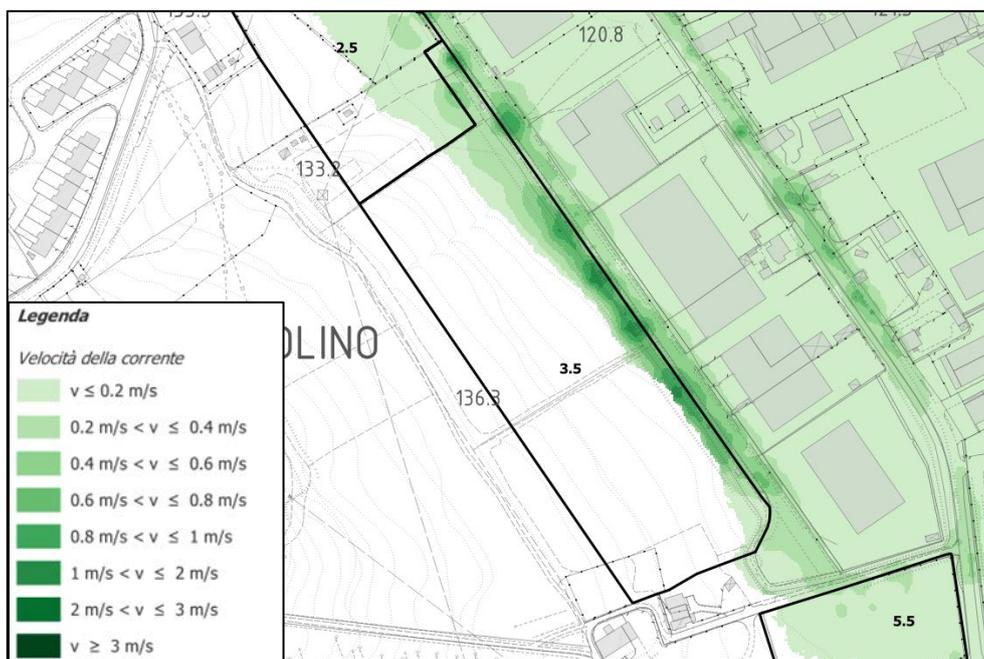 2.5
120.8
133.2
3.5
OLINO
136.3
5.5
Legenda
Velocità della corrente
v ≤ 0.2 m/s
0.2 m/s < v ≤ 0.4 m/s
0.4 m/s < v ≤ 0.6 m/s
0.6 m/s < v ≤ 0.8 m/s
0.8 m/s < v ≤ 1 m/s
1 m/s < v ≤ 2 m/s
2 m/s < v ≤ 3 m/s
v ≥ 3 m/s